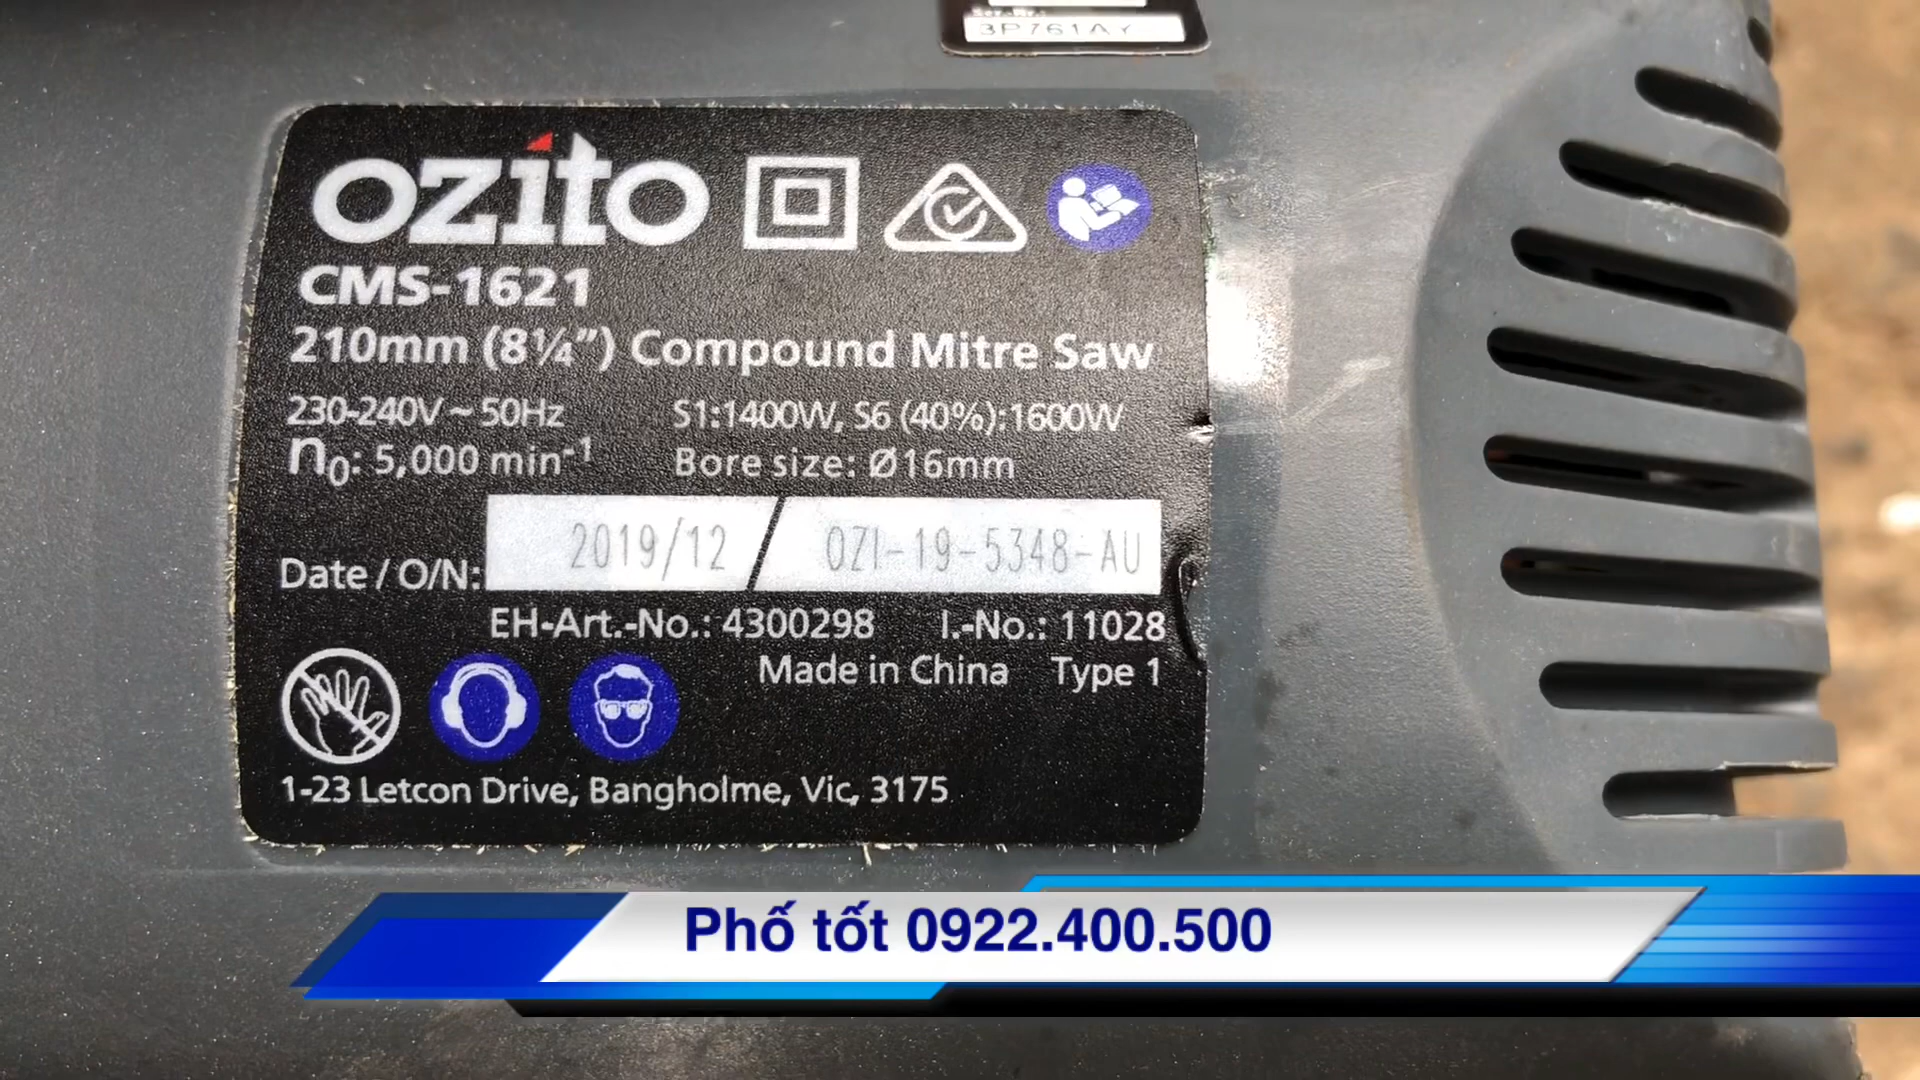 3P761AY
ozito
CMS-1621
210mm (8¼”) Compound Mitre Saw
230-240V ~ 50Hz S1:1400W, S6 (40%):1600W
n0: 5,000 min-1 Bore size: Ø16mm
Date / O/N: 2019/12 / OZI-19-5348-AU
EH-Art.-No.: 4300298 I.-No.: 11028
Made in China Type 1
1-23 Letcon Drive, Bangholme, Vic, 3175
Phố tốt 0922.400.500